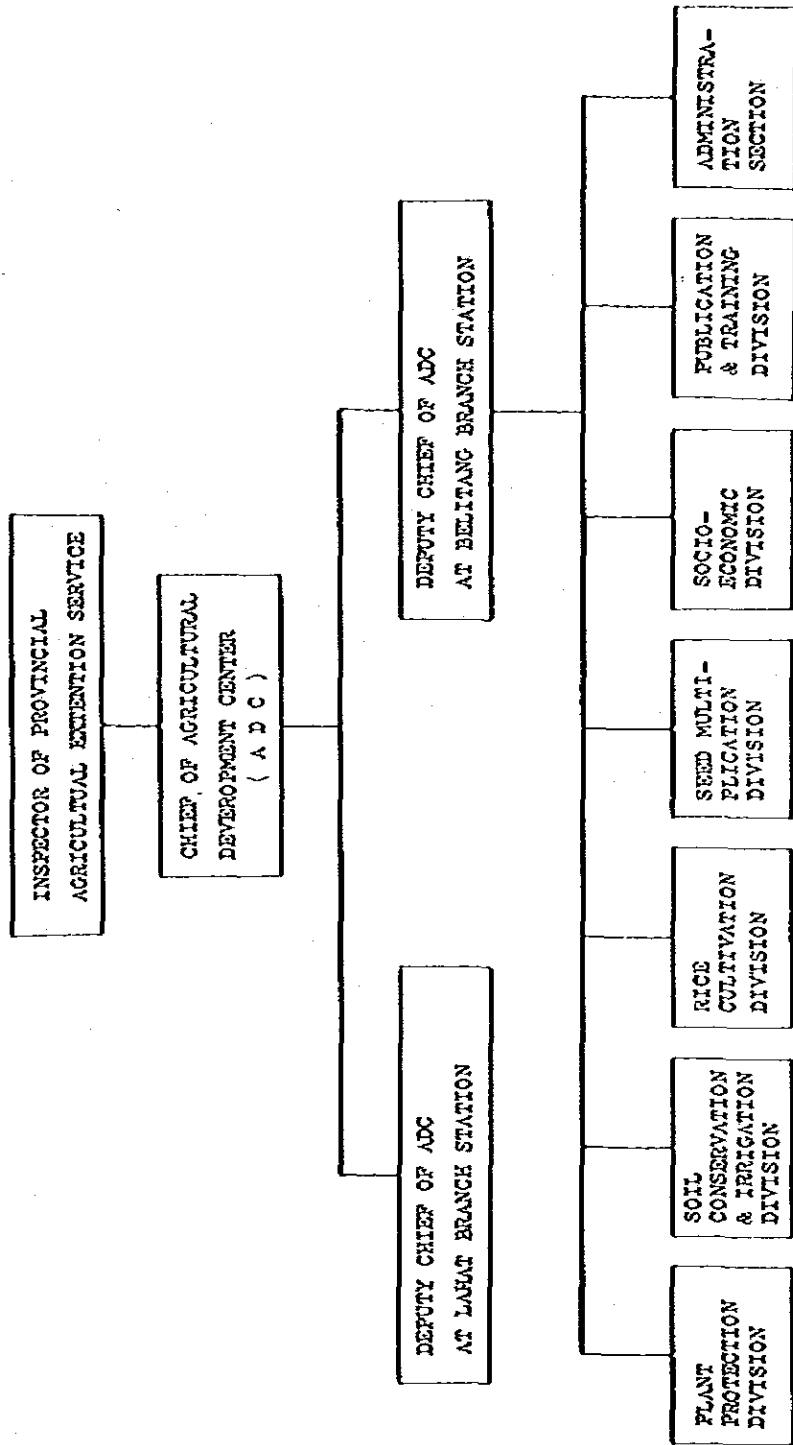 INSPECTOR OF PROVINCIAL
AGRICULTUAL EXTENTION SERVICE
CHIEF OF AGRICULTURAL
DEVEROPMENT CENTER
( A D C )
DEPUTY CHIEF OF ADC
AT LAHAT BRANCH STATION
DEPUTY CHIEF OF ADC
AT BELITANG BRANCH STATION
PLANT
PROTECTION
DIVISION
SOIL
CONSERVATION
& IRRIGATION
DIVISION
RICE
CULTIVATION
DIVISION
SEED MULTI-
PLICATION
DIVISION
SOCIO-
ECONOMIC
DIVISION
PUBLICATION
& TRAINING
DIVISION
ADMINISTRA-
TION
SECTION